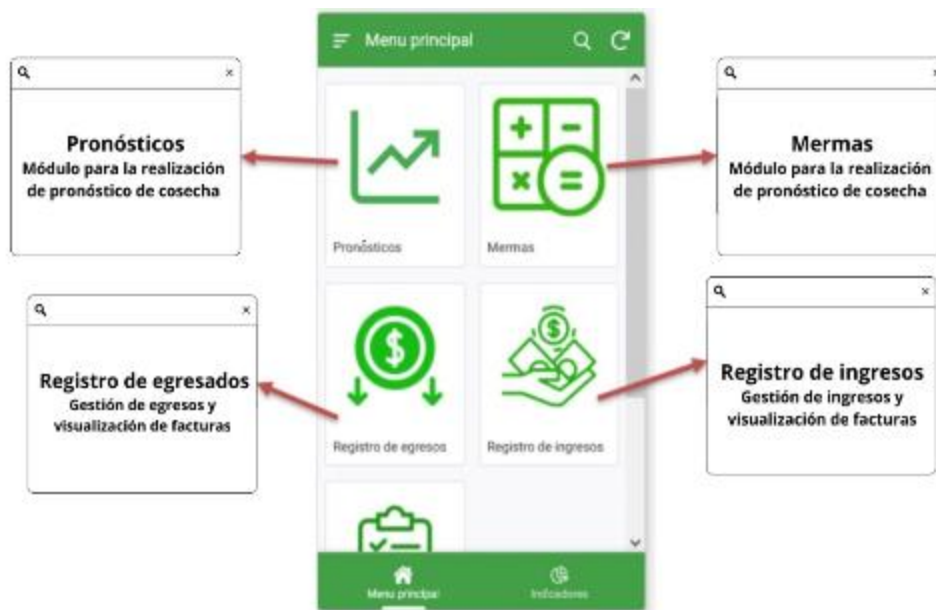 Menu principal
Pronósticos
Módulo para la realización
de pronóstico de cosecha
Mermas
Módulo para la realización
de pronóstico de cosecha
Pronósticos
Mermas
Registro de egresados
Gestión de egresos y
visualización de facturas
Registro de ingresos
Gestión de ingresos y
visualización de facturas
Registro de egresos
Registro de ingresos
Menu principal
Indicadores